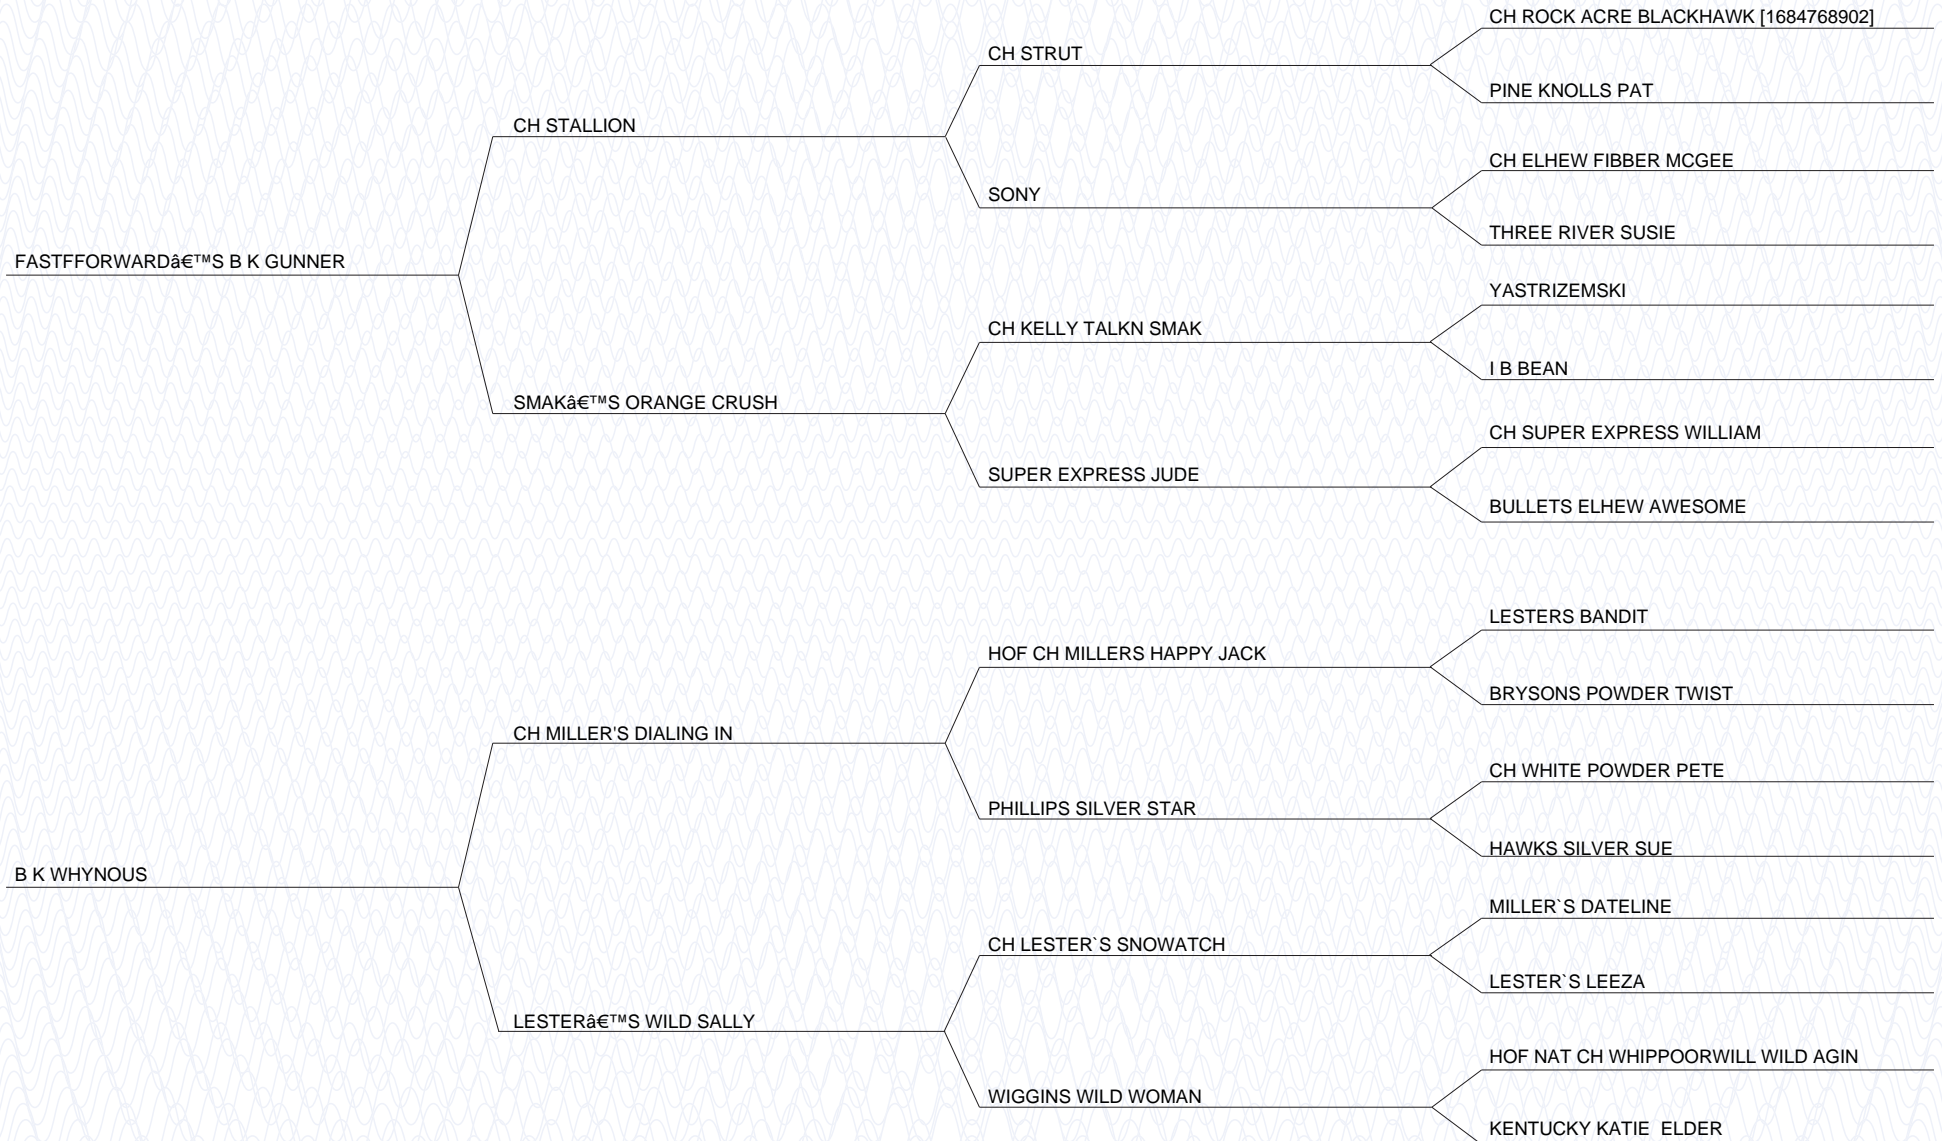 CH ROCK ACRE BLACKHAWK [1684768902]
CH STRUT
PINE KNOLLS PAT
CH STALLION
CH ELHEW FIBBER MCGEE
SONY
THREE RIVER SUSIE
FASTFFORWARDâ€™S B K GUNNER
YASTRIZEMSKI
CH KELLY TALKN SMAK
I B BEAN
SMAKâ€™S ORANGE CRUSH
CH SUPER EXPRESS WILLIAM
SUPER EXPRESS JUDE
BULLETS ELHEW AWESOME
LESTERS BANDIT
HOF CH MILLERS HAPPY JACK
BRYSONS POWDER TWIST
CH MILLER'S DIALING IN
CH WHITE POWDER PETE
PHILLIPS SILVER STAR
HAWKS SILVER SUE
B K WHYNOUS
MILLER`S DATELINE
CH LESTER`S SNOWATCH
LESTER`S LEEZA
LESTERâ€™S WILD SALLY
HOF NAT CH WHIPPOORWILL WILD AGIN
WIGGINS WILD WOMAN
KENTUCKY KATIE  ELDER